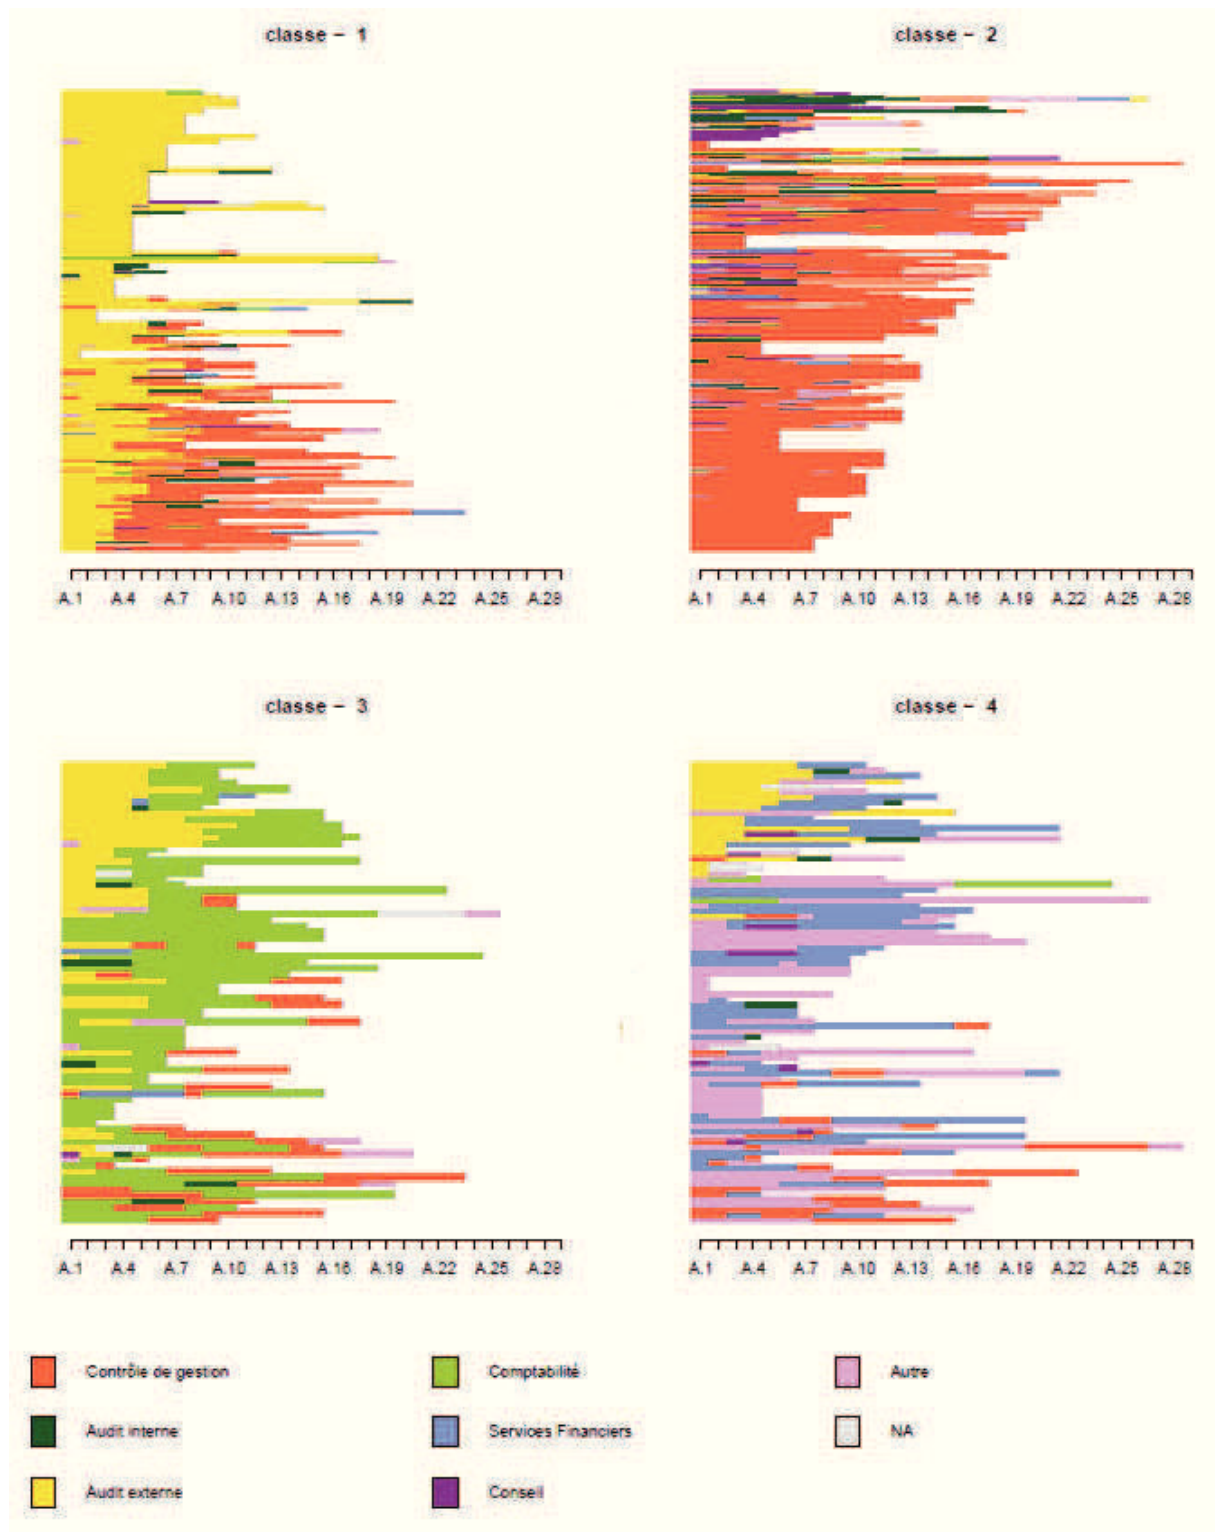 classe - 1 classe - 2
A.1 A.4 A.7 A.10 A.13 A.16 A.19 A.22 A.25 A.28 A.1 A.4 A.7 A.10 A.13 A.16 A.19 A.22 A.25 A.28
classe - 3 classe - 4
A.1 A.4 A.7 A.10 A.13 A.16 A.19 A.22 A.25 A.28 A.1 A.4 A.7 A.10 A.13 A.16 A.19 A.22 A.25 A.28
Contrôle de gestion Comptabilité Autre
Audit interne Services Financiers NA
Audit externe Conseil